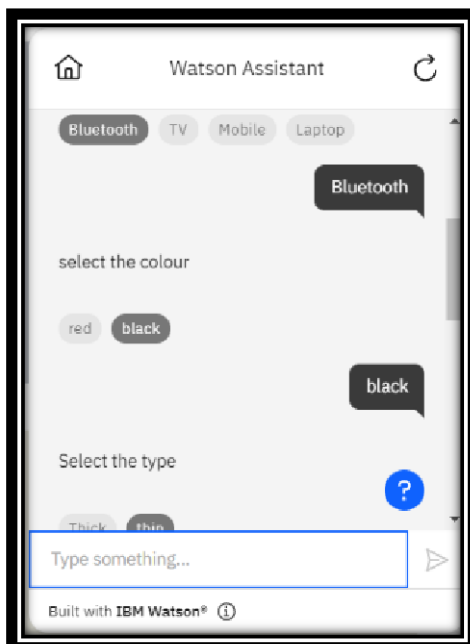 Watson Assistant
Bluetooth TV Mobile Laptop
Bluetooth
select the colour
red black
black
Select the type
?
Thick thin
Type something...
Built with IBM Watson® i